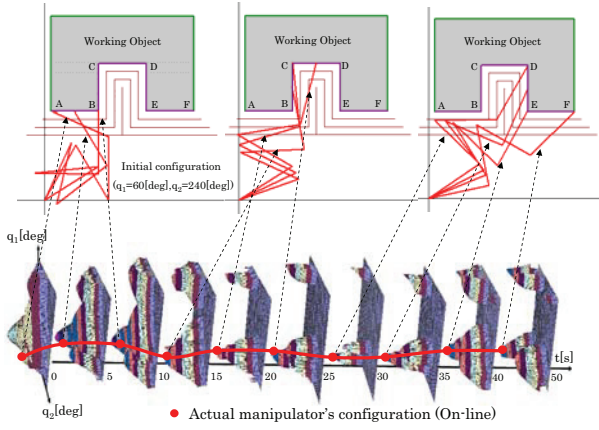 Working Object
C D
A B E F
Initial configuration
(q1=60[deg],q2=240[deg])
Working Object
C D
A B E F
Working Object
C D
A B E F
q1[deg]
q2[deg]
0 5 10 15 20 25 30 35 40 50
t[s]
● Actual manipulator's configuration (On-line)